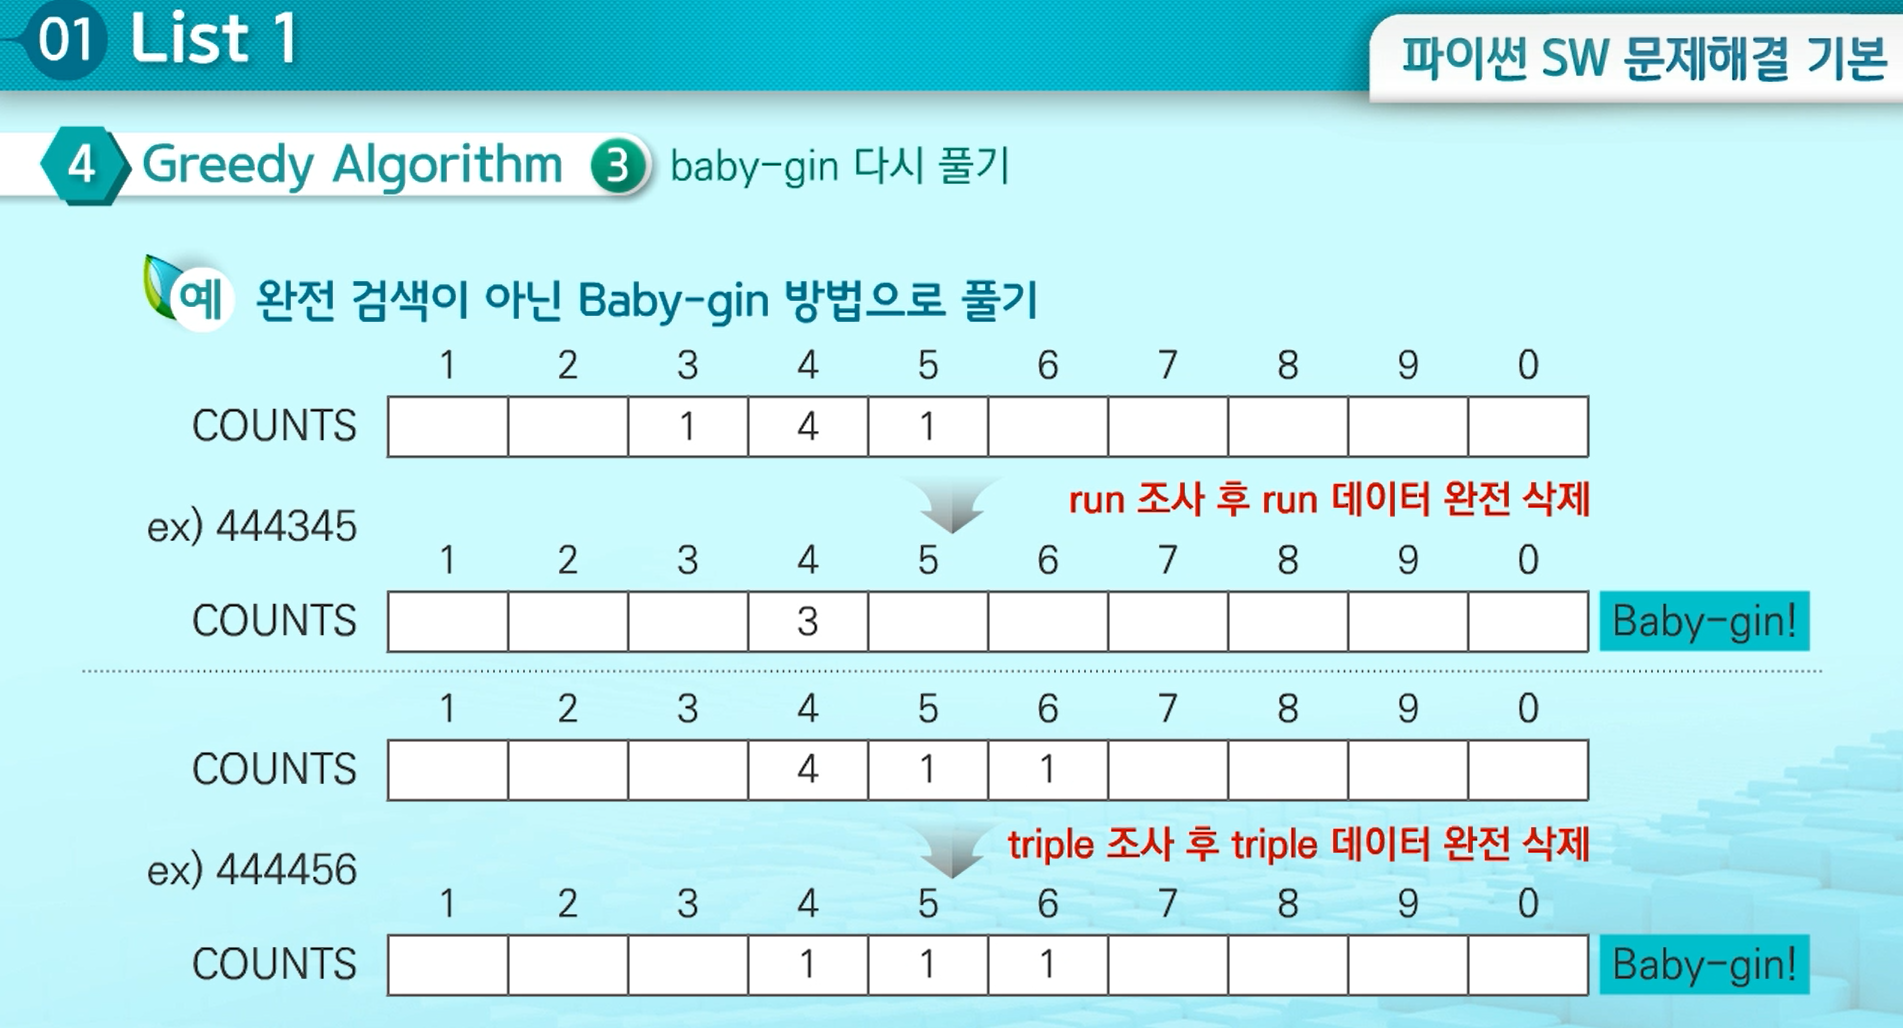 01 List 1
파이썬 SW 문제해결 기본
4 Greedy Algorithm 3 baby-gin 다시 풀기
예 완전 검색이 아닌 Baby-gin 방법으로 풀기
1 2 3 4 5 6 7 8 9 0
COUNTS 1 4 1
run 조사 후 run 데이터 완전 삭제
ex) 444345
1 2 3 4 5 6 7 8 9 0
COUNTS 3 Baby-gin!
1 2 3 4 5 6 7 8 9 0
COUNTS 4 1 1
triple 조사 후 triple 데이터 완전 삭제
ex) 444456
1 2 3 4 5 6 7 8 9 0
COUNTS 1 1 1 Baby-gin!